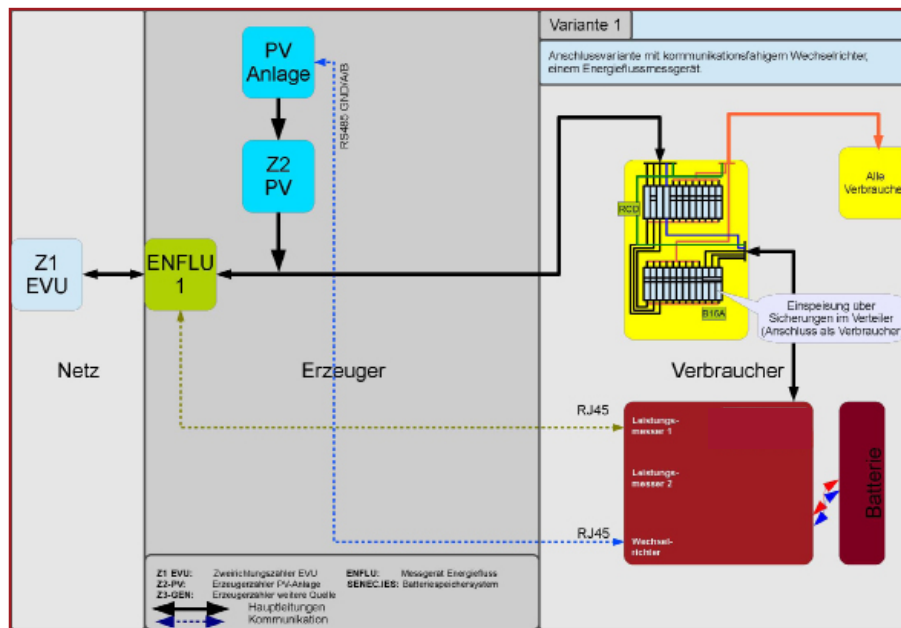 Variante 1
Anschlussvariante mit kommunikationsfähigem Wechselrichter,
einem Energieflussmessgerät.
PV
Anlage
RS485 GND/A/B
Z2
PV
Alle
Verbraucher
RCD
Z1
EVU
ENFLU
1
B16A
Einspeisung über
Sicherungen im Verteiler
(Anschluss als Verbraucher
Netz
Erzeuger
Verbraucher
RJ45
Leistungs-
messer 1
Leistungs-
messer 2
Batterie
RJ45
Wechsel-
richter
Z1 EVU: Zweirichtungszähler EVU ENFLU: Messgerät Energiefluss
Z2-PV: Erzeugerzähler PV-Anlage SENEC.IES: Batteriespeichersystem
Z3-GEN: Erzeugerzähler weitere Quelle
Hauptleitungen
Kommunikation